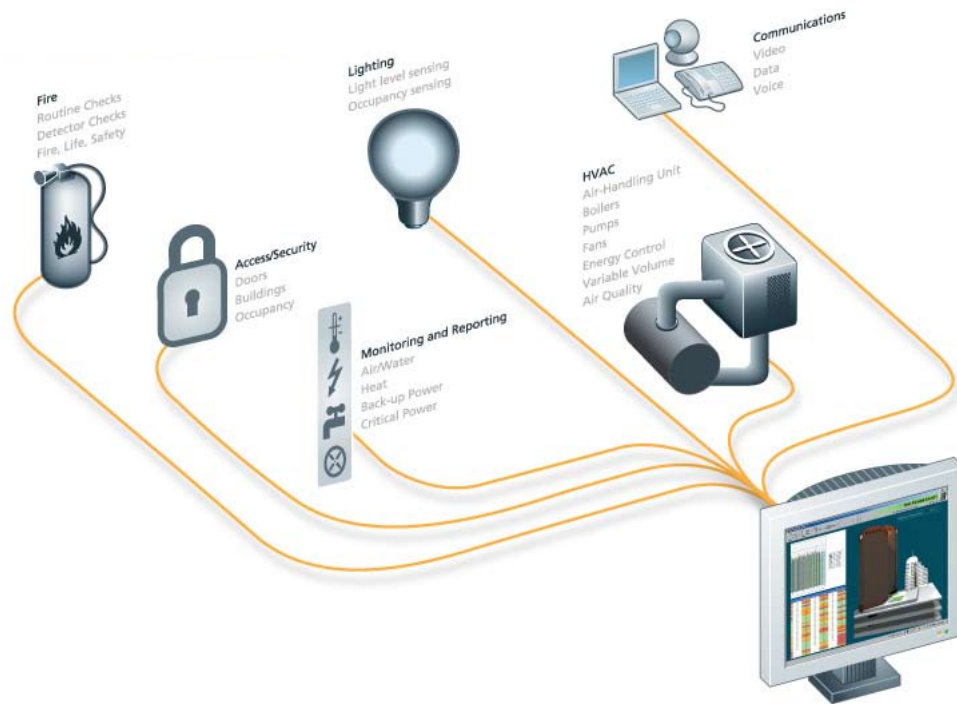 Fire
Routine Checks
Detector Checks
Fire, Life, Safety
Lighting
Light level sensing
Occupancy sensing
Communications
Video
Data
Voice
Access/Security
Doors
Buildings
Occupancy
HVAC
Air-Handling Unit
Boilers
Pumps
Fans
Energy Control
Variable Volume
Air Quality
Monitoring and Reporting
Air/Water
Heat
Back-up Power
Critical Power